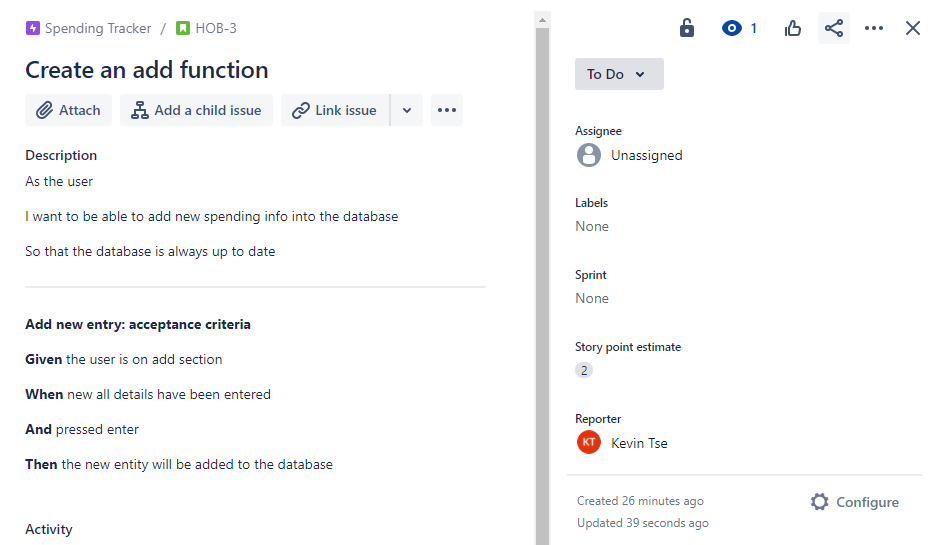 Spending Tracker / HOB-3
1
Create an add function
To Do
Attach
Add a child issue
Link issue
Description
As the user
I want to be able to add new spending info into the database
So that the database is always up to date
Add new entry: acceptance criteria
Given the user is on add section
When new all details have been entered
And pressed enter
Then the new entity will be added to the database
Activity
Assignee
Unassigned
Labels
None
Sprint
None
Story point estimate
2
Reporter
KT Kevin Tse
Created 26 minutes ago
Configure
Updated 39 seconds ago